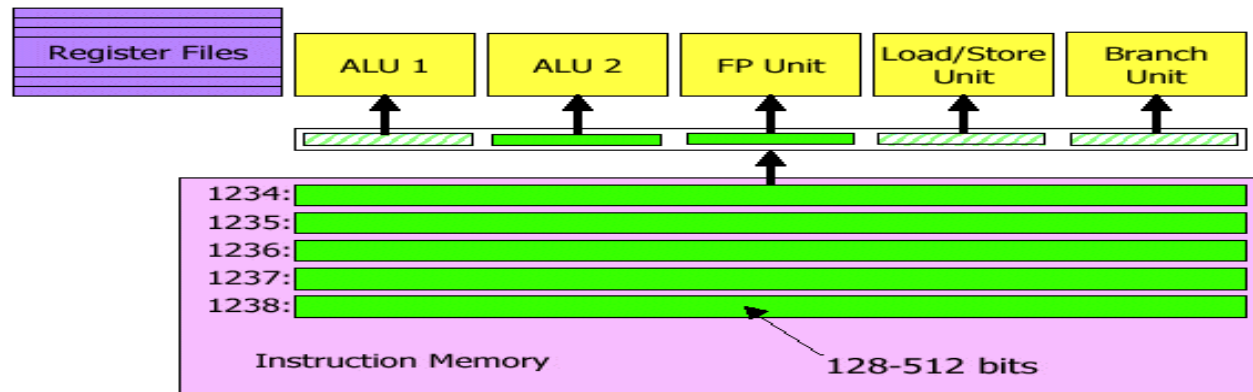 Register Files
ALU 1
ALU 2
FP Unit
Load/Store
Unit
Branch
Unit
1234:
1235:
1236:
1237:
1238:
Instruction Memory
128-512 bits